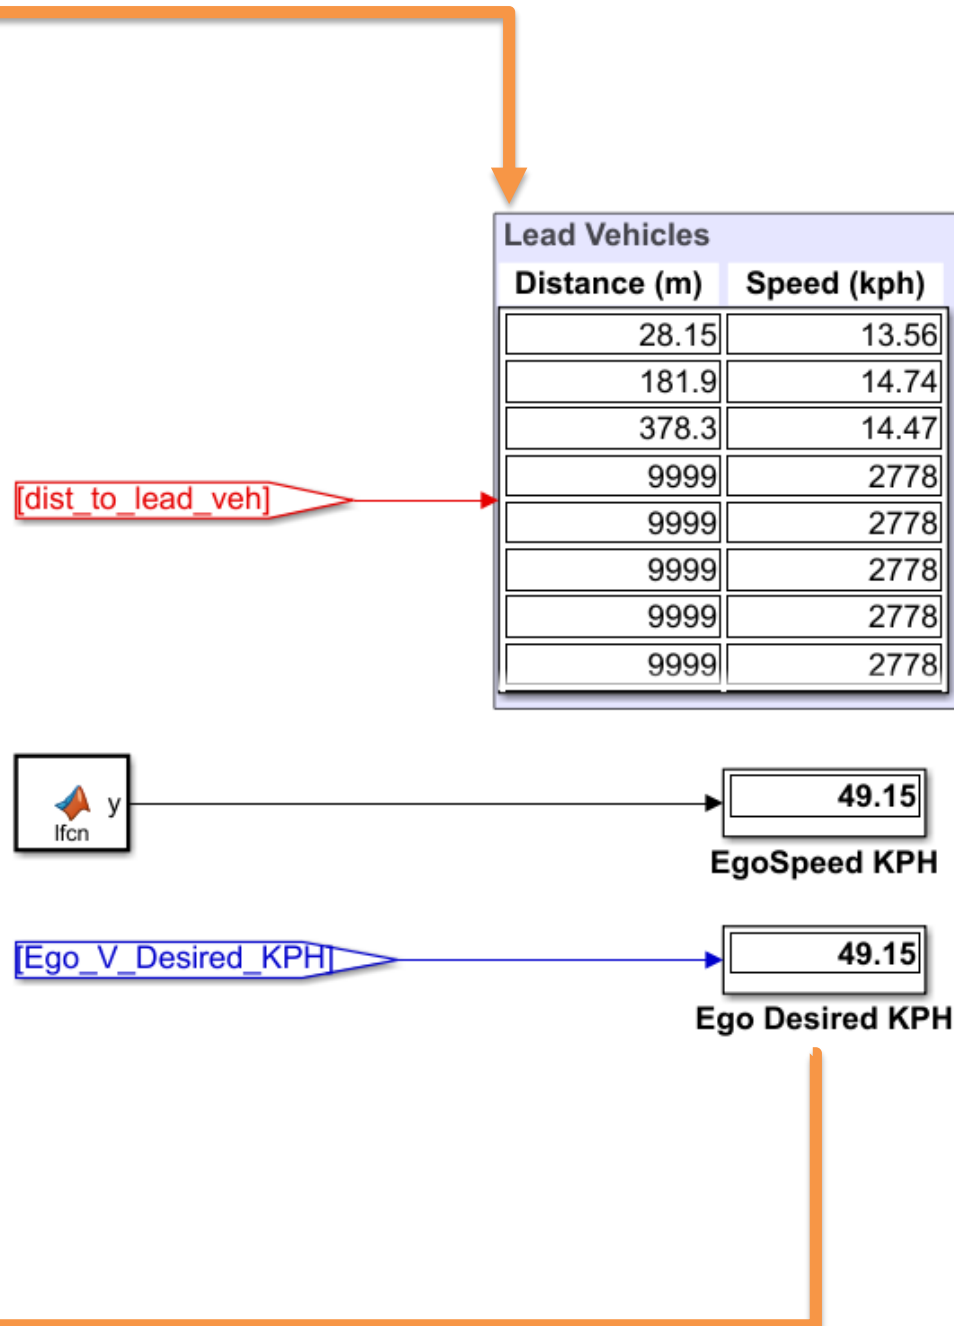 Lead Vehicles
Distance (m) Speed (kph)
28.15 13.56
181.9 14.74
378.3 14.47
9999 2778
[dist_to_lead_veh]
9999 2778
9999 2778
9999 2778
9999 2778
y
lfcn
49.15
EgoSpeed KPH
[Ego_V_Desired_KPH]
49.15
Ego Desired KPH